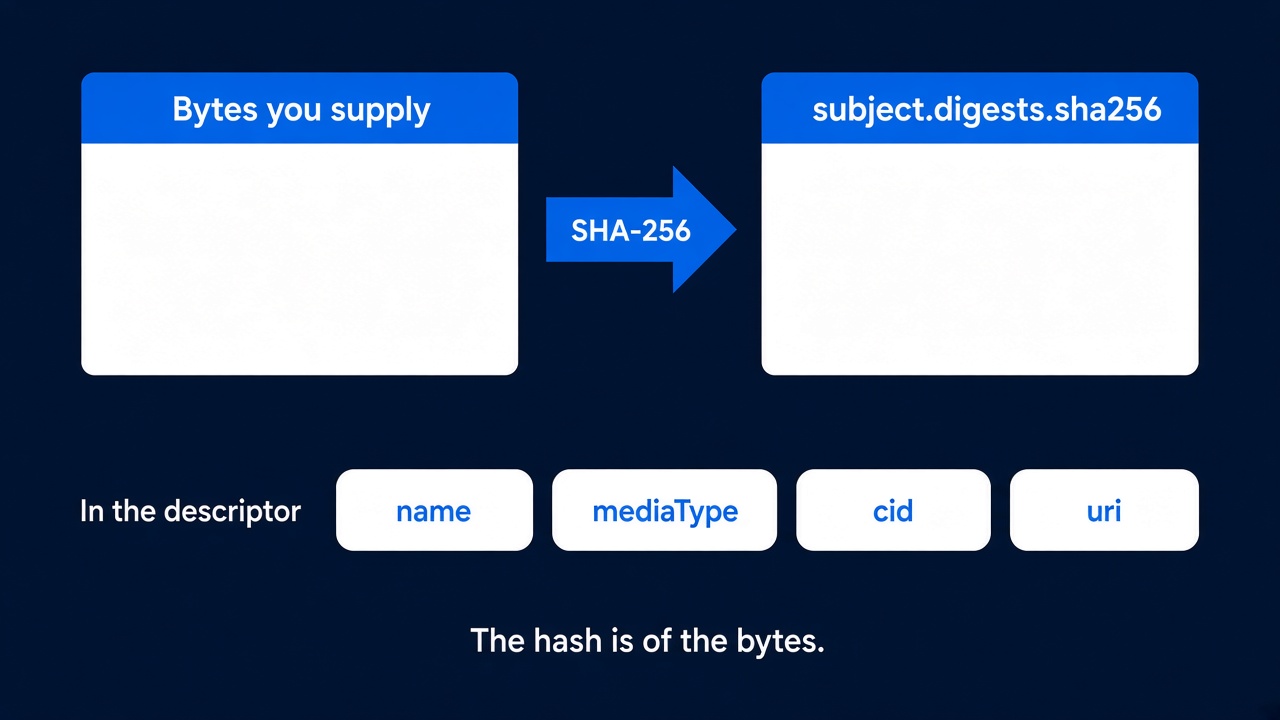 Bytes you supply
subject.digests.sha256
SHA-256
In the descriptor
name
mediaType
cid
uri
The hash is of the bytes.